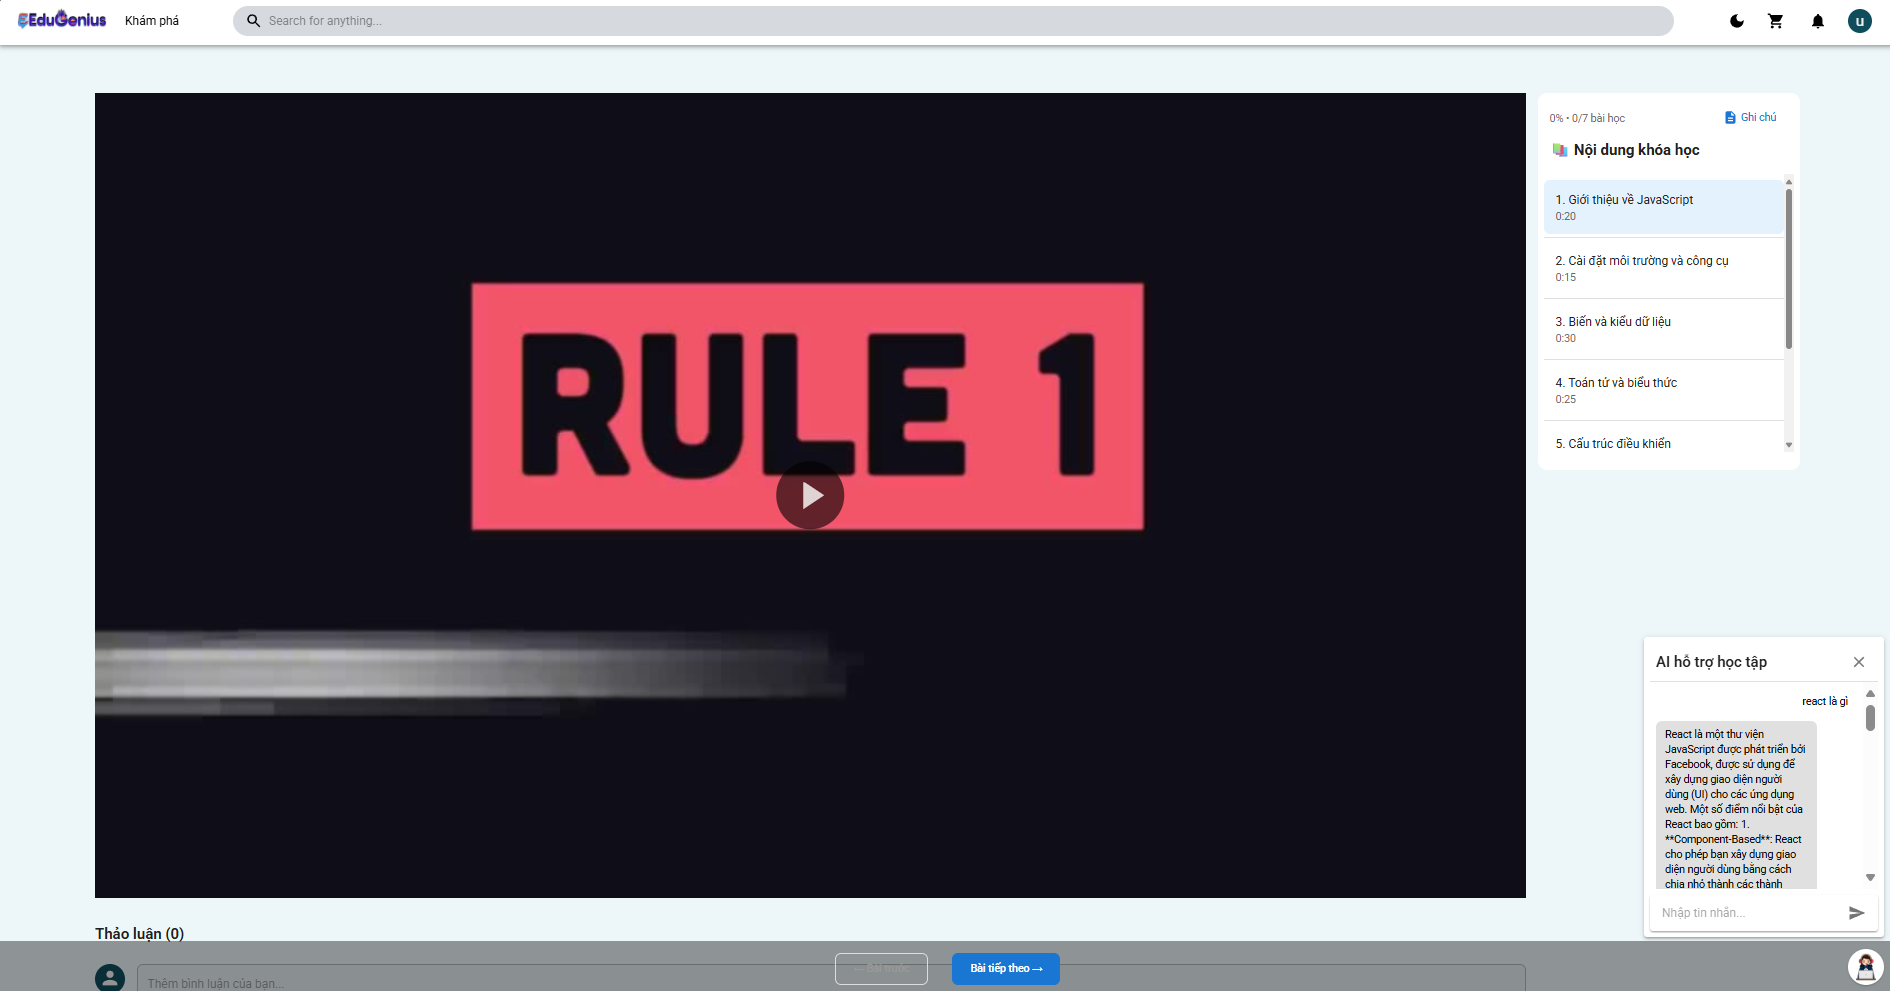 EduGenius
Khám phá
Search for anything...
u
RULE 1
0% • 0/7 bài học
Ghi chú
Nội dung khóa học
1. Giới thiệu về JavaScript
0:20
2. Cài đặt môi trường và công cụ
0:15
3. Biến và kiểu dữ liệu
0:30
4. Toán tử và biểu thức
0:25
5. Cấu trúc điều khiển
AI hỗ trợ học tập
react là gì
React là một thư viện
JavaScript được phát triển bởi
Facebook, được sử dụng để
xây dựng giao diện người
dùng (UI) cho các ứng dụng
web. Một số điểm nổi bật của
React bao gồm: 1.
**Component-Based**: React
cho phép bạn xây dựng giao
diện người dùng bằng cách
chia nhỏ thành các thành
Nhập tin nhắn...
Thảo luận (0)
← Bài trước
Bài tiếp theo →
Thêm bình luận của bạn...